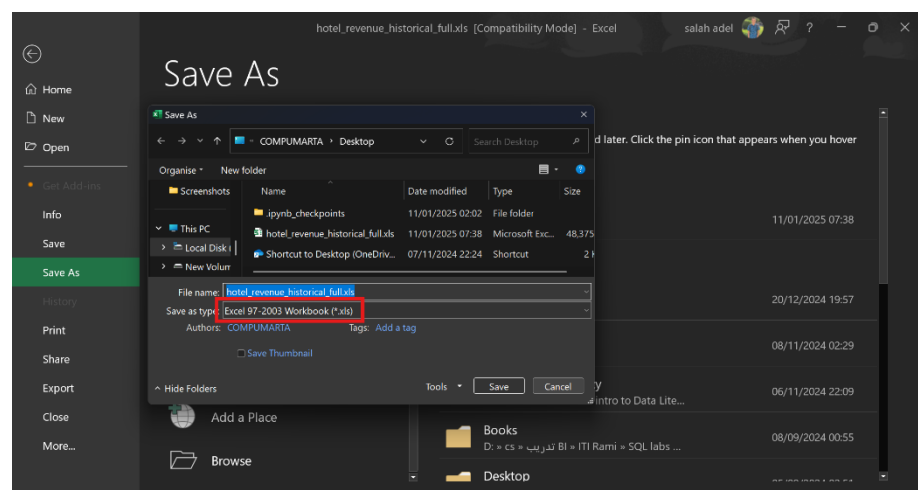 hotel_revenue_historical_full.xls [Compatibility Mode] - Excel
salah adel
?
Save As
Home
New
Open
Get Add-ins
Info
Save
Save As
History
Print
Share
Export
Close
More...
Save As
COMPUMARTA › Desktop
Search Desktop
d later. Click the pin icon that appears when you hover
Organise
New folder
Screenshots
This PC
Local Disk (
New Volum
Name
Date modified
Type
Size
.ipynb_checkpoints 11/01/2025 02:02 File folder
hotel_revenue_historical_full.xls 11/01/2025 07:38 Microsoft Exc... 48,375
Shortcut to Desktop (OneDriv... 07/11/2024 22:24 Shortcut 2
File name: hotel_revenue_historical_full.xls
Save as type: Excel 97-2003 Workbook (*.xls)
Authors: COMPUMARTA
Tags: Add a tag
Save Thumbnail
Hide Folders
Tools
Save
Cancel
11/01/2025 07:38
20/12/2024 19:57
08/11/2024 02:29
y
intro to Data Lite...
06/11/2024 22:09
Add a Place
Browse
Books
D: » cs » تدريب BI » ITI Rami » SQL labs ...
08/09/2024 00:55
Desktop